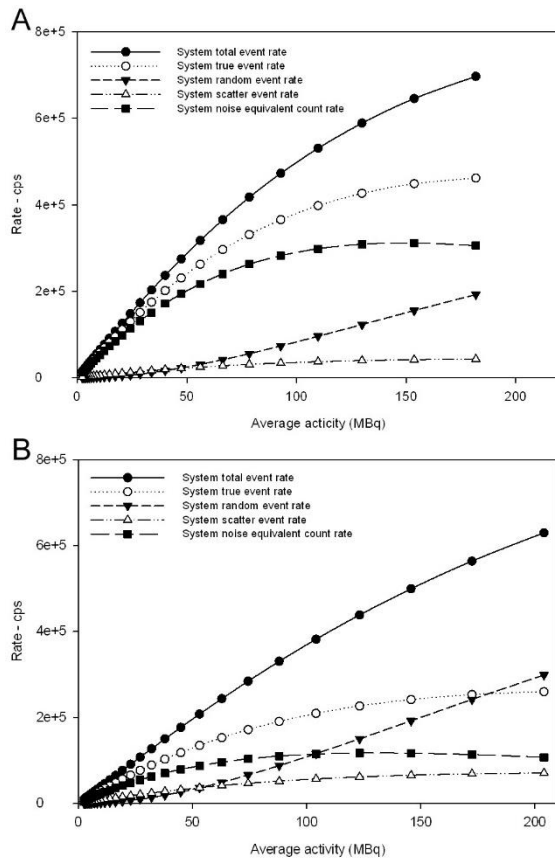 A
8e+5
System total event rate
System true event rate
System random event rate
System scatter event rate
System noise equivalent count rate
6e+5
4e+5
2e+5
0
Rate - cps
0 50 100 150 200
Average acticity (MBq)
B
8e+5
System total event rate
System true event rate
System random event rate
System scatter event rate
System noise equivalent count rate
6e+5
4e+5
2e+5
0
Rate - cps
0 50 100 150 200
Average activity (MBq)